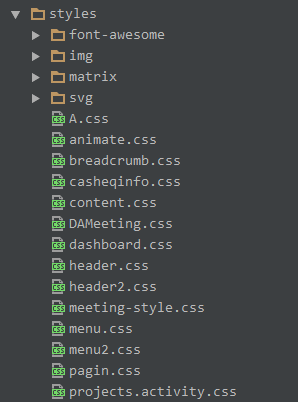 styles
font-awesome
img
matrix
svg
A.css
animate.css
breadcrumb.css
casheqinfo.css
content.css
DAMeeting.css
dashboard.css
header.css
header2.css
meeting-style.css
menu.css
menu2.css
pagin.css
projects.activity.css